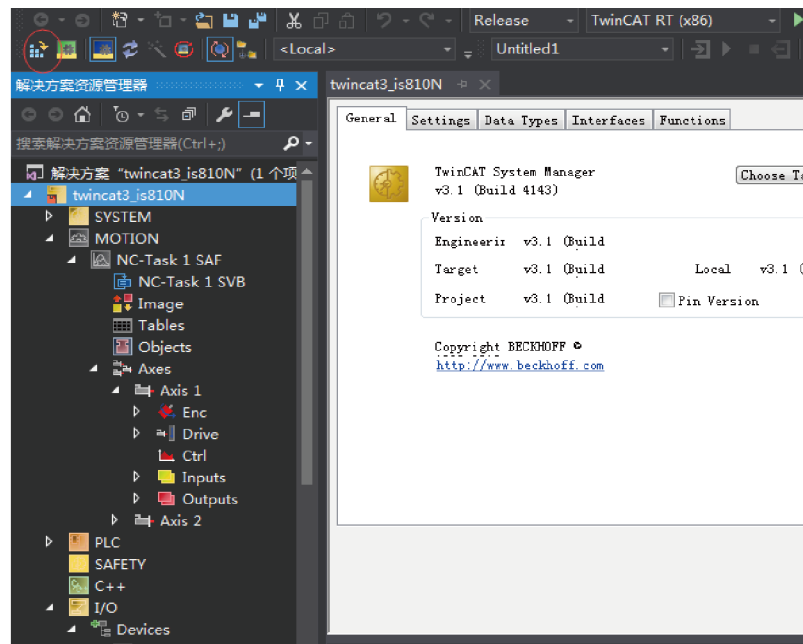 Release TwinCAT RT (x86)
<Local> Untitled1
解决方案资源管理器
twincat3_is810N
搜索解决方案资源管理器(Ctrl+;)
解决方案 "twincat3_is810N" (1 个项
twincat3_is810N
SYSTEM
MOTION
NC-Task 1 SAF
NC-Task 1 SVB
Image
Tables
Objects
Axes
Axis 1
Enc
Drive
Ctrl
Inputs
Outputs
Axis 2
PLC
SAFETY
C++
I/O
Devices
General Settings Data Types Interfaces Functions
TwinCAT System Manager
v3.1 (Build 4143)
Choose Ta
Version
Engineerin v3.1 (Build
Target v3.1 (Build Local v3.1 (
Project v3.1 (Build Pin Version
Copyright BECKHOFF ©
http://www.beckhoff.com